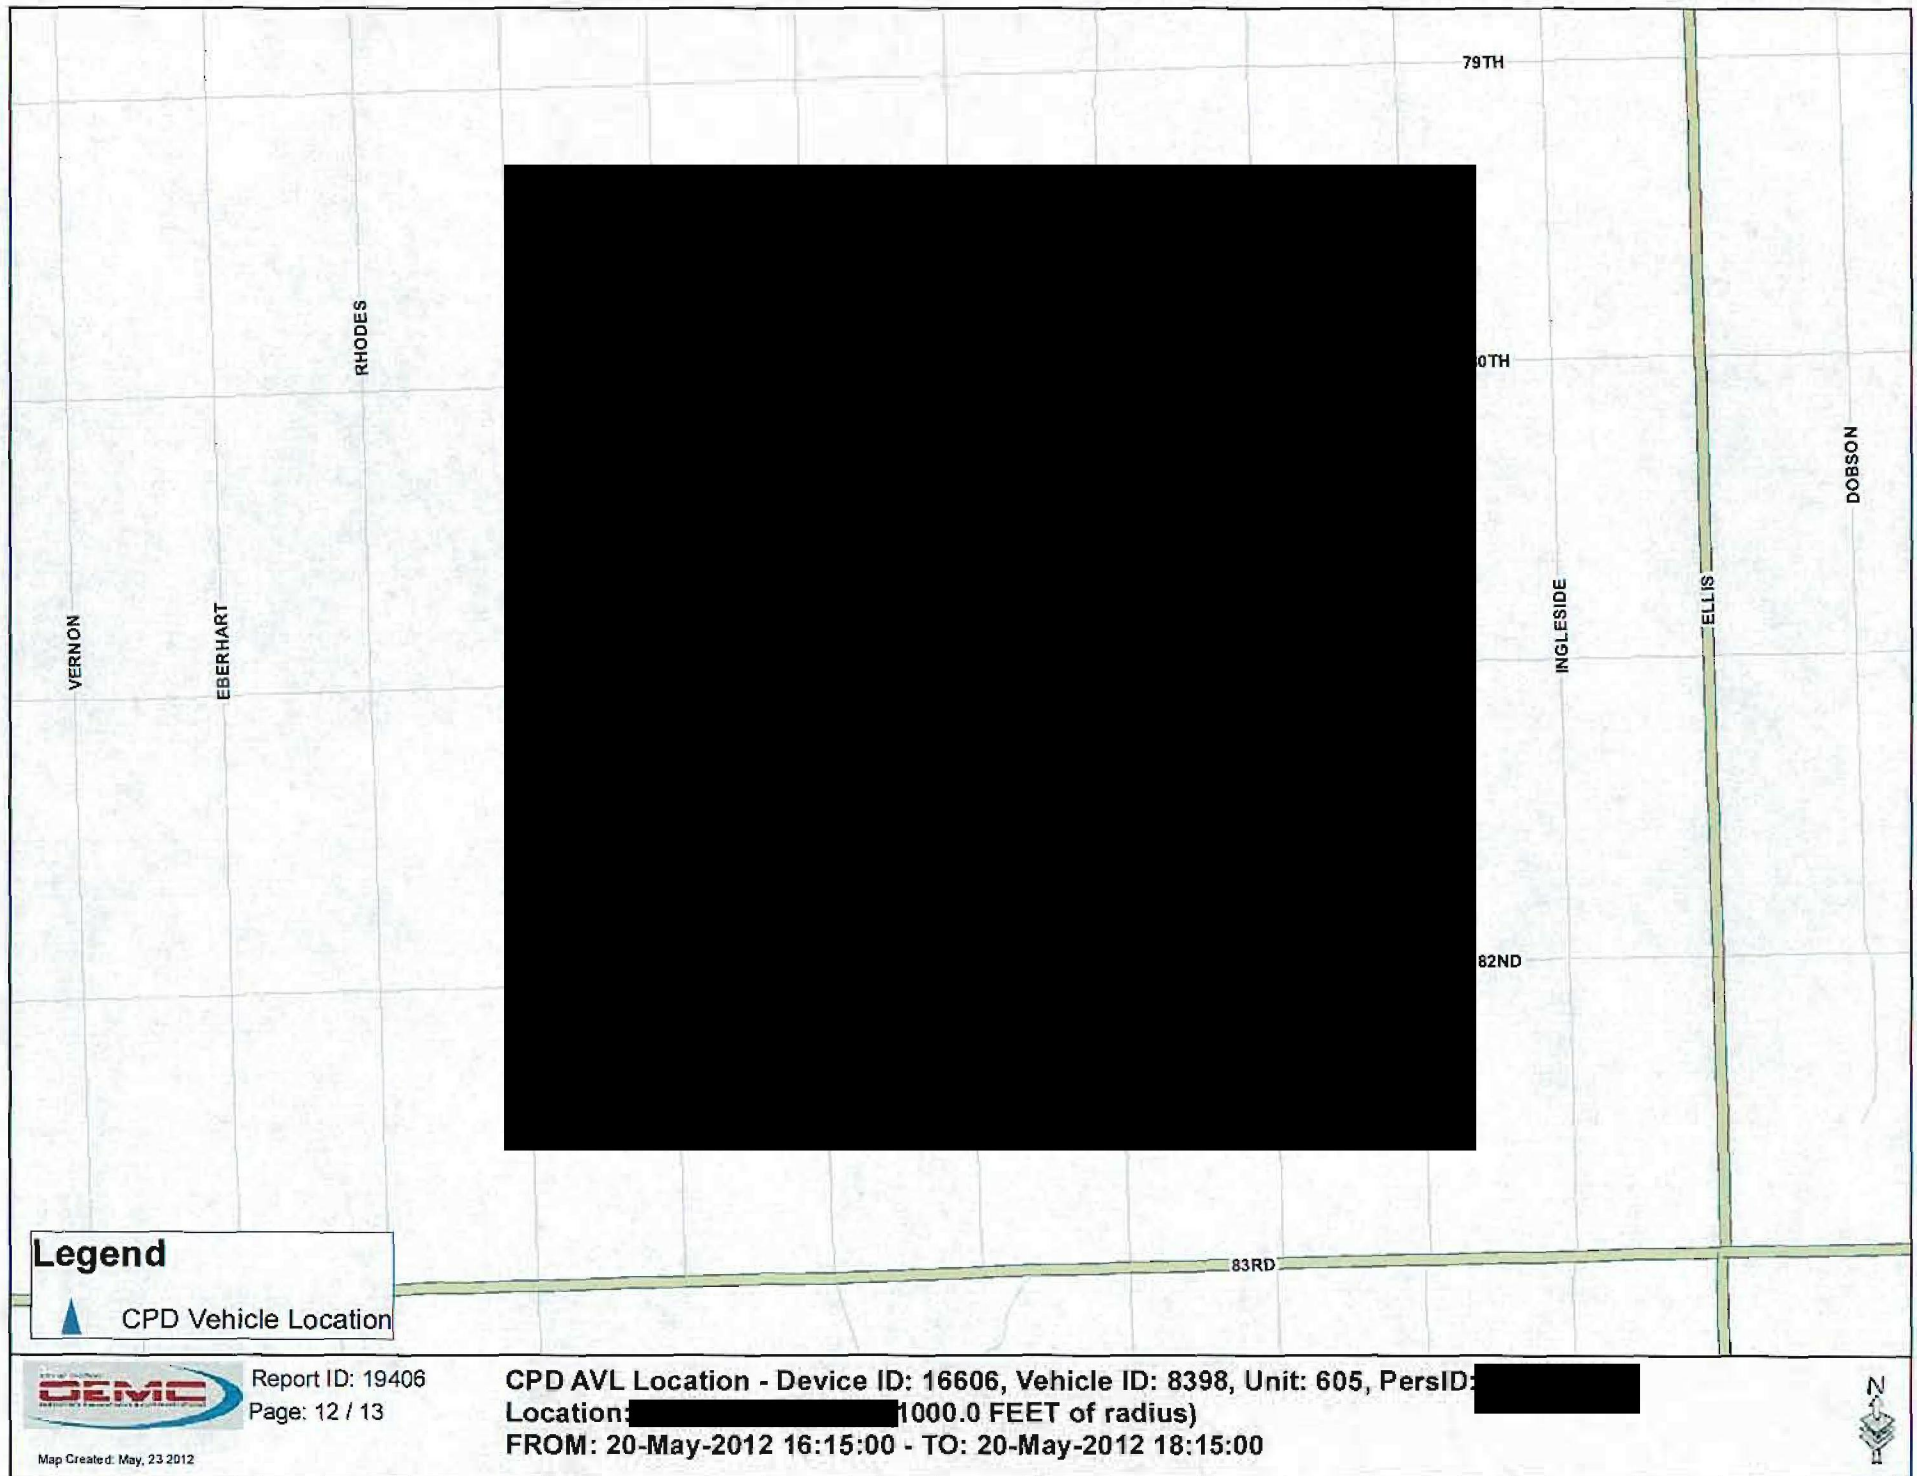 79TH
RHODES
0TH
DOBSON
INGLESIDE
ELLIS
EBERHART
VERNON
82ND
83RD
Legend
CPD Vehicle Location
OEMC
Report ID: 19406
Page: 12 / 13
Map Created: May, 23 2012
CPD AVL Location - Device ID: 16606, Vehicle ID: 8398, Unit: 605, PersID:
Location: 1000.0 FEET of radius)
FROM: 20-May-2012 16:15:00 - TO: 20-May-2012 18:15:00
N